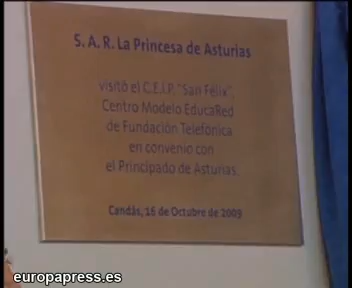 S. A. R. La Princesa de Asturias
visitó el C.E.I.P. "San Félix",
Centro Modelo EducaRed
de Fundación Telefónica
en convenio con
el Principado de Asturias.
Candás, 16 de Octubre de 2009
europapress.es